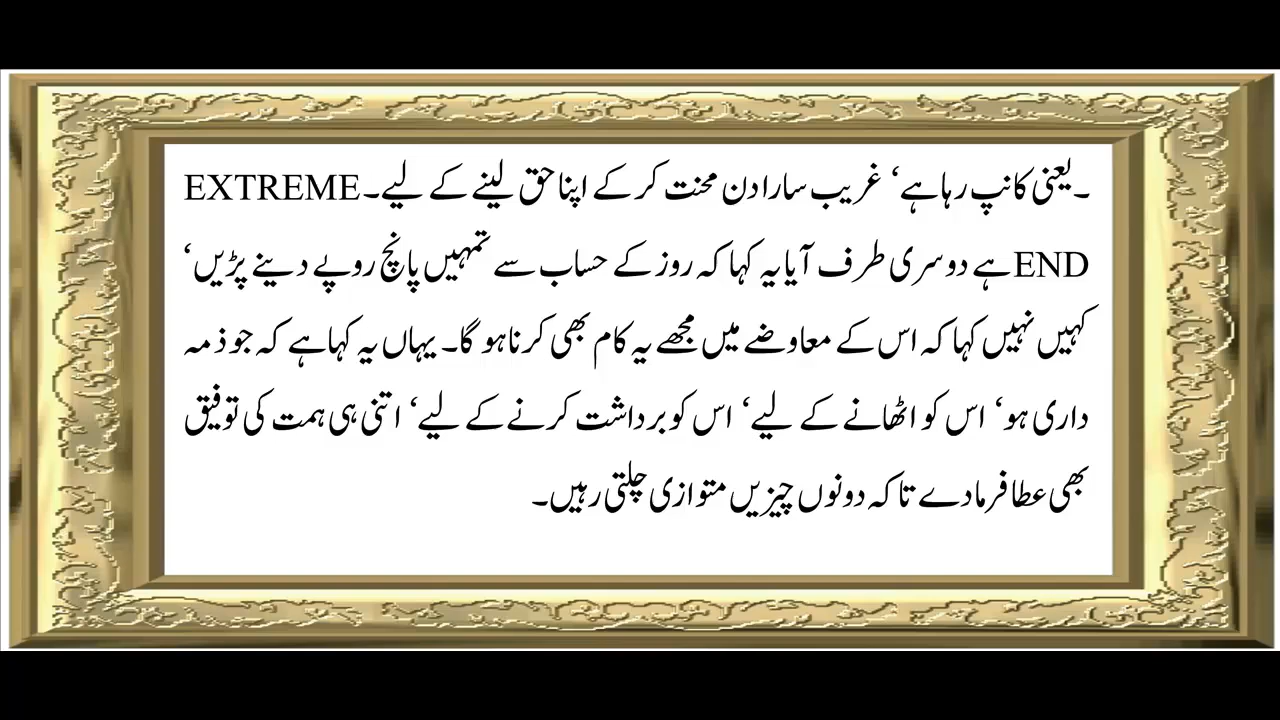 ۔یعنی کانپ رہا ہے‘ غریب سارا دن محنت کر کے اپنا حق لینے کے لیے۔EXTREME
END ہے دوسری طرف آیا یہ کہا کہ روز کے حساب سے تمہیں پانچ روپے دینے پڑیں‘
کہیں نہیں کہا کہ اس کے معاوضے میں مجھے یہ کام بھی کرنا ہو گا۔ یہاں یہ کہا ہے کہ جو ذمہ
داری ہو‘ اس کو اٹھانے کے لیے‘ اس کو برداشت کرنے کے لیے‘ اتنی ہی ہمت کی توفیق
بھی عطا فرما دے تا کہ دونوں چیزیں متوازی چلتی رہیں۔